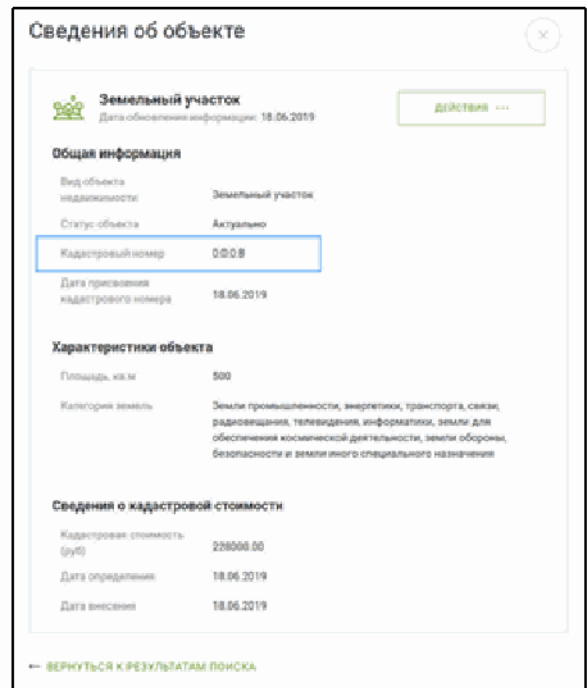 Сведения об объекте
Земельный участок
Дата обновления информации: 18.06.2019
ДЕЙСТВИЯ ···
Общая информация
Вид объекта
недвижимости
Земельный участок
Статус объекта
Актуально
Кадастровый номер
0:0:0:8
Дата присвоения
кадастрового номера
18.06.2019
Характеристики объекта
Площадь, кв.м
500
Категория земель
Земли промышленности, энергетики, транспорта, связи,
радиовещания, телевидения, информатики, земли для
обеспечения космической деятельности, земли обороны,
безопасности и земли иного специального назначения
Сведения о кадастровой стоимости
Кадастровая стоимость
(руб)
228000.00
Дата определения
18.06.2019
Дата внесения
18.06.2019
← ВЕРНУТЬСЯ К РЕЗУЛЬТАТАМ ПОИСКА